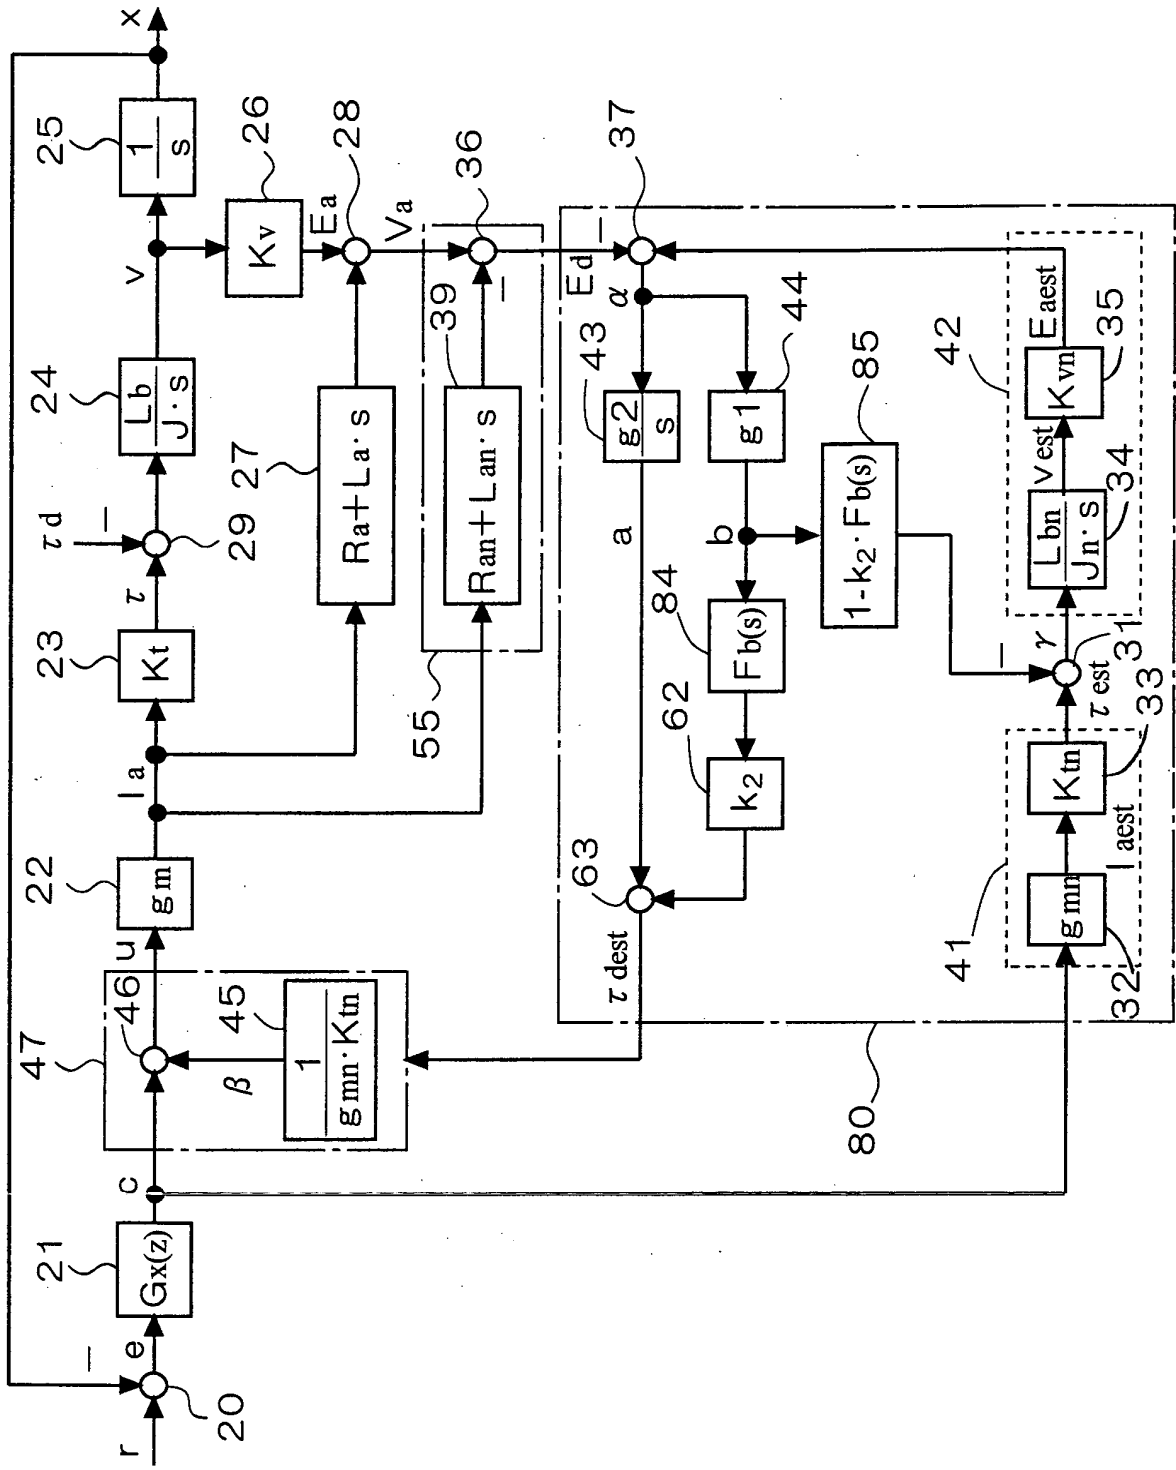 r
20
−
e
21
Gx(z)
c
47
46
β
45
1
gmn·Ktn
u
22
gm
Ia
23
Kt
τ
29
τd
−
24
Lb
J·s
v
25
1
s
x
26
Kv
Ea
27
Ra+La·s
28
Va
55
39
Ran+Lan·s
−
36
Ed
−
37
α
43
g2
s
a
44
g1
b
85
1-k2·Fb(s)
84
Fb(s)
62
k2
63
τdest
80
41
32
gmn
Iaest
33
Ktn
τest
31
−
γ
42
34
Lbn
Jn·s
vest
35
Kvn
Eaest